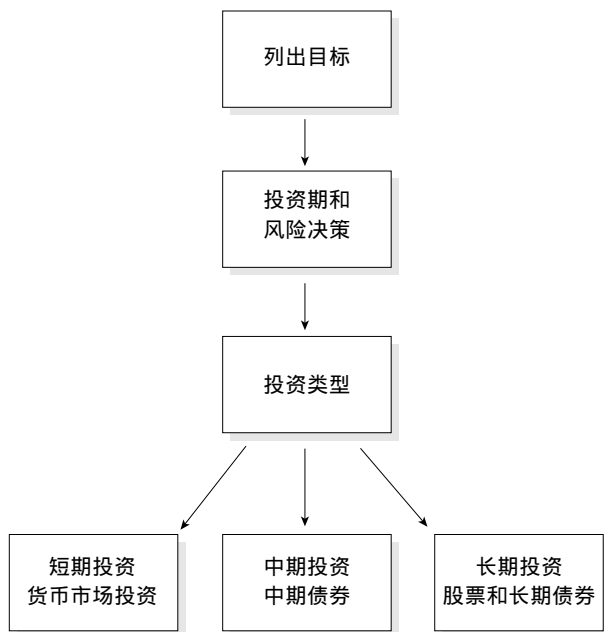 列出目标
投资期和
风险决策
投资类型
短期投资
货币市场投资
中期投资
中期债券
长期投资
股票和长期债券